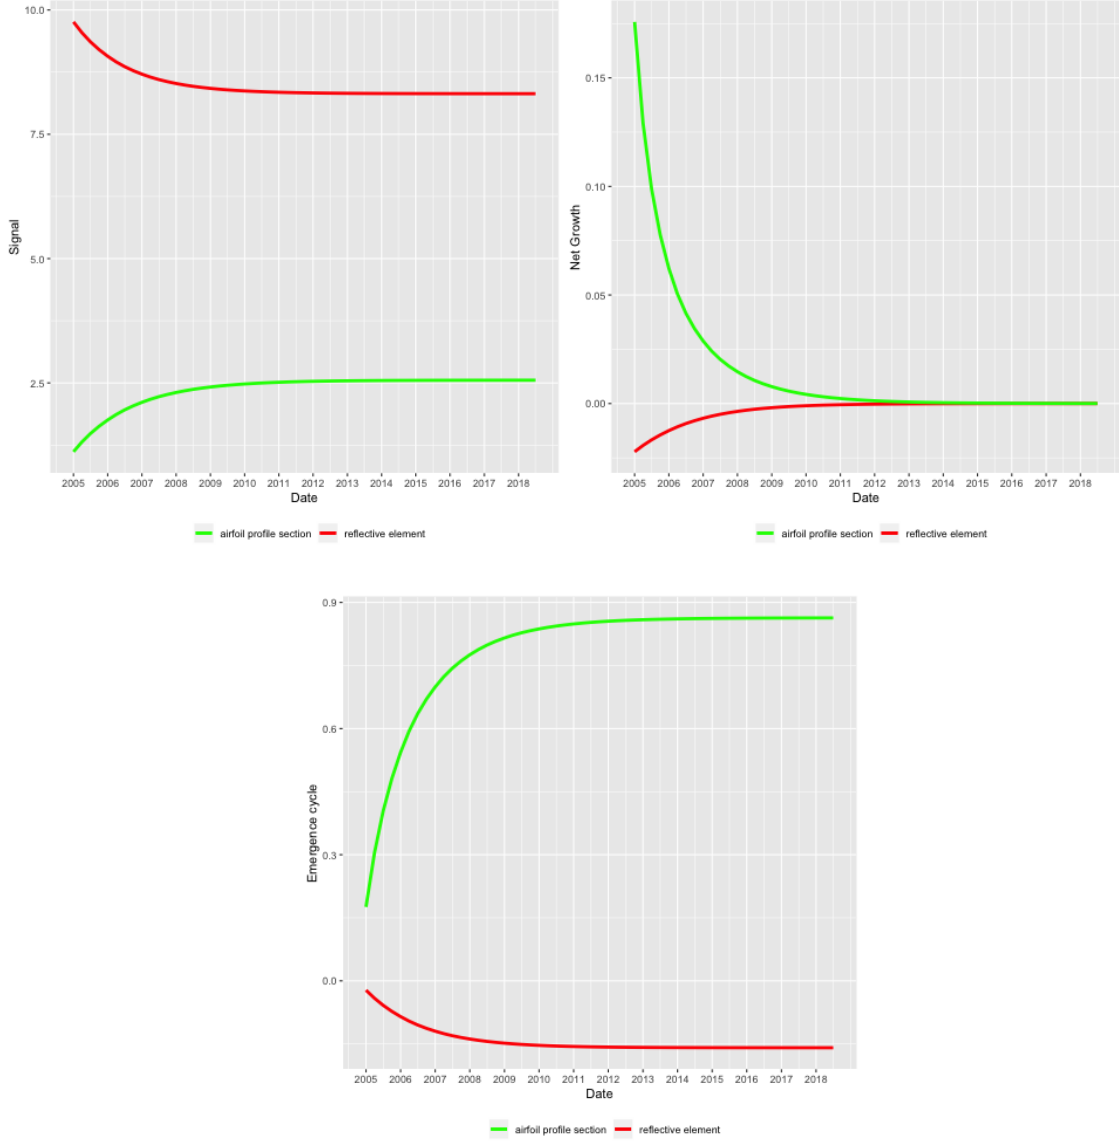 10.0
7.5
5.0
2.5
Signal
2005 2006 2007 2008 2009 2010 2011 2012 2013 2014 2015 2016 2017 2018
Date
airfoil profile section reflective element
0.15
0.10
0.05
0.00
Net Growth
2005 2006 2007 2008 2009 2010 2011 2012 2013 2014 2015 2016 2017 2018
Date
airfoil profile section reflective element
0.9
0.6
0.3
0.0
Emergence cycle
2005 2006 2007 2008 2009 2010 2011 2012 2013 2014 2015 2016 2017 2018
Date
airfoil profile section reflective element